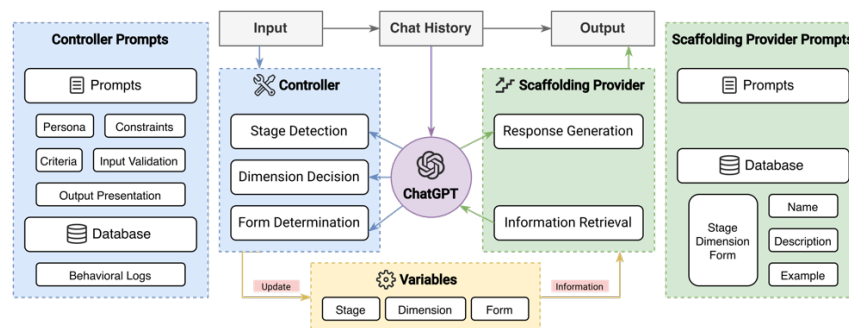 Controller Prompts
Prompts
Persona
Constraints
Criteria
Input Validation
Output Presentation
Database
Behavioral Logs
Input
Chat History
Output
Controller
Stage Detection
Dimension Decision
Form Determination
ChatGPT
Scaffolding Provider
Response Generation
Information Retrieval
Update
Variables
Stage
Dimension
Form
Information
Scaffolding Provider Prompts
Prompts
Database
Stage
Dimension
Form
Name
Description
Example